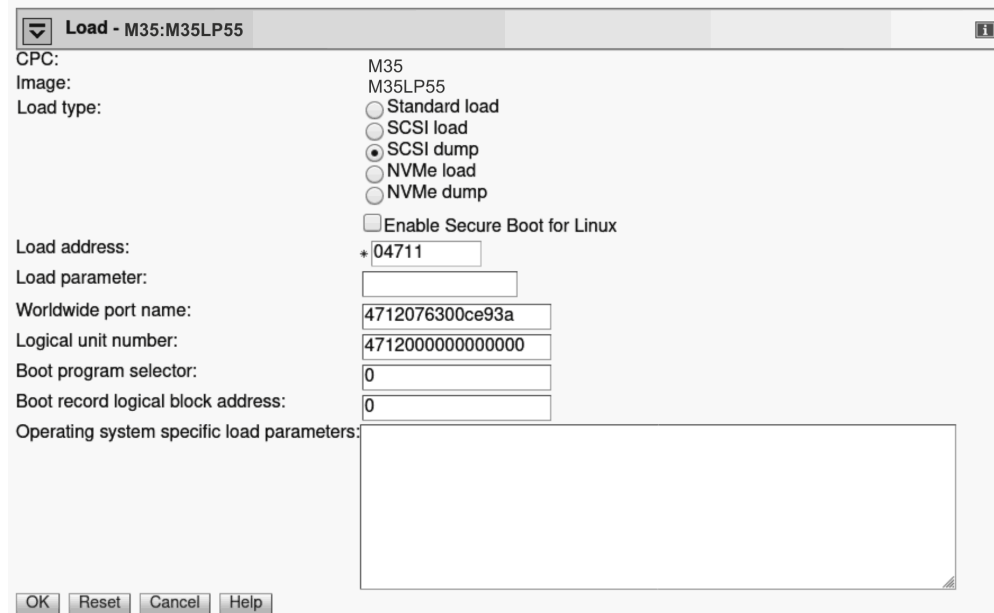 Load - M35:M35LP55
i
CPC: M35
Image: M35LP55
Load type: Standard load
SCSI load
SCSI dump
NVMe load
NVMe dump
Enable Secure Boot for Linux
Load address: * 04711
Load parameter:
Worldwide port name: 4712076300ce93a
Logical unit number: 4712000000000000
Boot program selector: 0
Boot record logical block address: 0
Operating system specific load parameters:
OK Reset Cancel Help